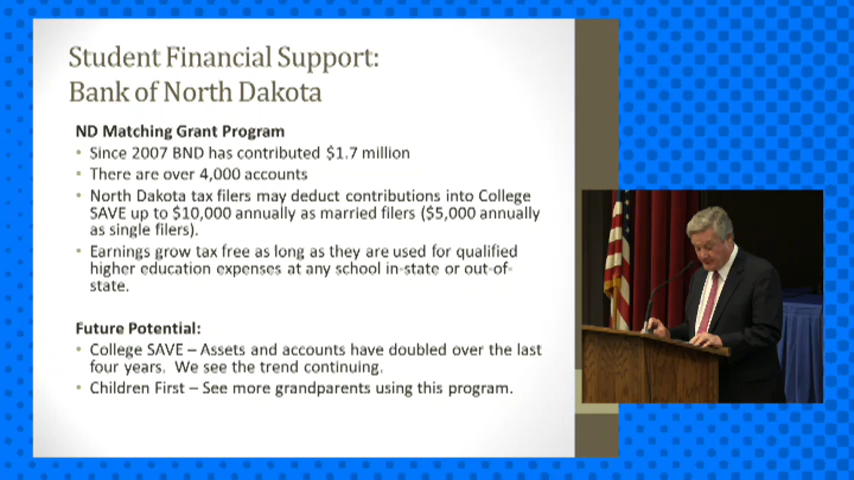 Student Financial Support:
Bank of North Dakota
ND Matching Grant Program
• Since 2007 BND has contributed $1.7 million
• There are over 4,000 accounts
• North Dakota tax filers may deduct contributions into College
SAVE up to $10,000 annually as married filers ($5,000 annually
as single filers).
• Earnings grow tax free as long as they are used for qualified
higher education expenses at any school in-state or out-of-
state.
Future Potential:
• College SAVE – Assets and accounts have doubled over the last
four years. We see the trend continuing.
• Children First – See more grandparents using this program.